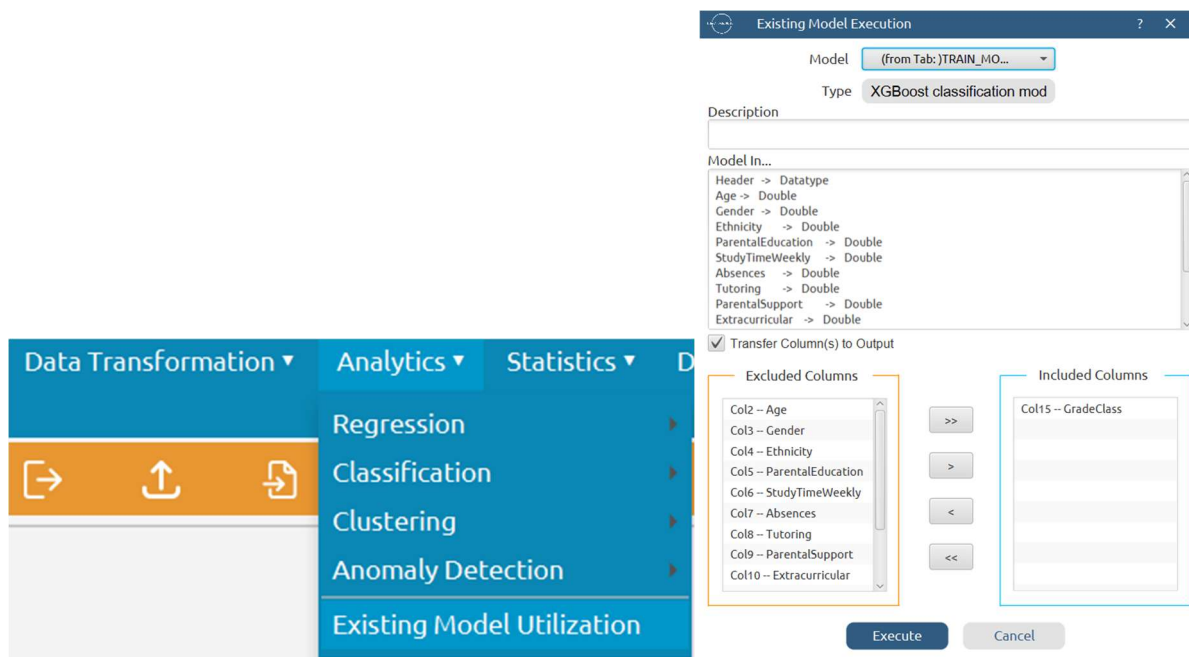 Data Transformation ▾ Analytics ▾ Statistics ▾ D
Regression
Classification
Clustering
Anomaly Detection
Existing Model Utilization
Existing Model Execution ? ✕
Model (from Tab: )TRAIN_MO...
Type XGBoost classification mod
Description
Model In...
Header -> Datatype
Age -> Double
Gender -> Double
Ethnicity -> Double
ParentalEducation -> Double
StudyTimeWeekly -> Double
Absences -> Double
Tutoring -> Double
ParentalSupport -> Double
Extracurricular -> Double
Transfer Column(s) to Output
Excluded Columns
Col2 -- Age
Col3 -- Gender
Col4 -- Ethnicity
Col5 -- ParentalEducation
Col6 -- StudyTimeWeekly
Col7 -- Absences
Col8 -- Tutoring
Col9 -- ParentalSupport
Col10 -- Extracurricular
>>
>
<
<<
Included Columns
Col15 -- GradeClass
Execute Cancel